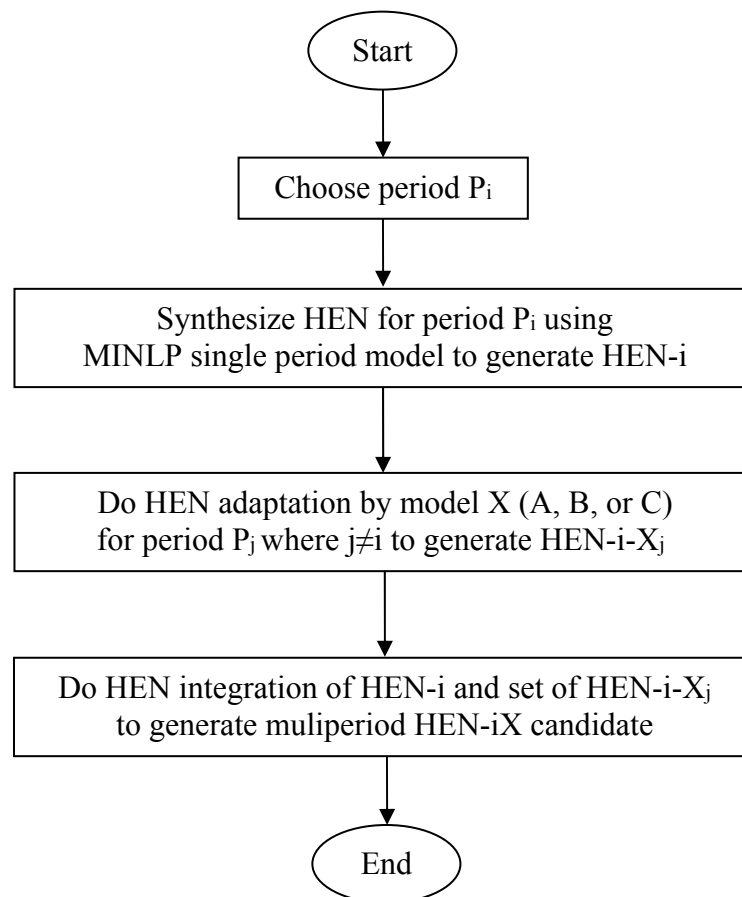 Start
Choose period Pi
Synthesize HEN for period Pi using
MINLP single period model to generate HEN-i
Do HEN adaptation by model X (A, B, or C)
for period Pj where j≠i to generate HEN-i-Xj
Do HEN integration of HEN-i and set of HEN-i-Xj
to generate muliperiod HEN-iX candidate
End